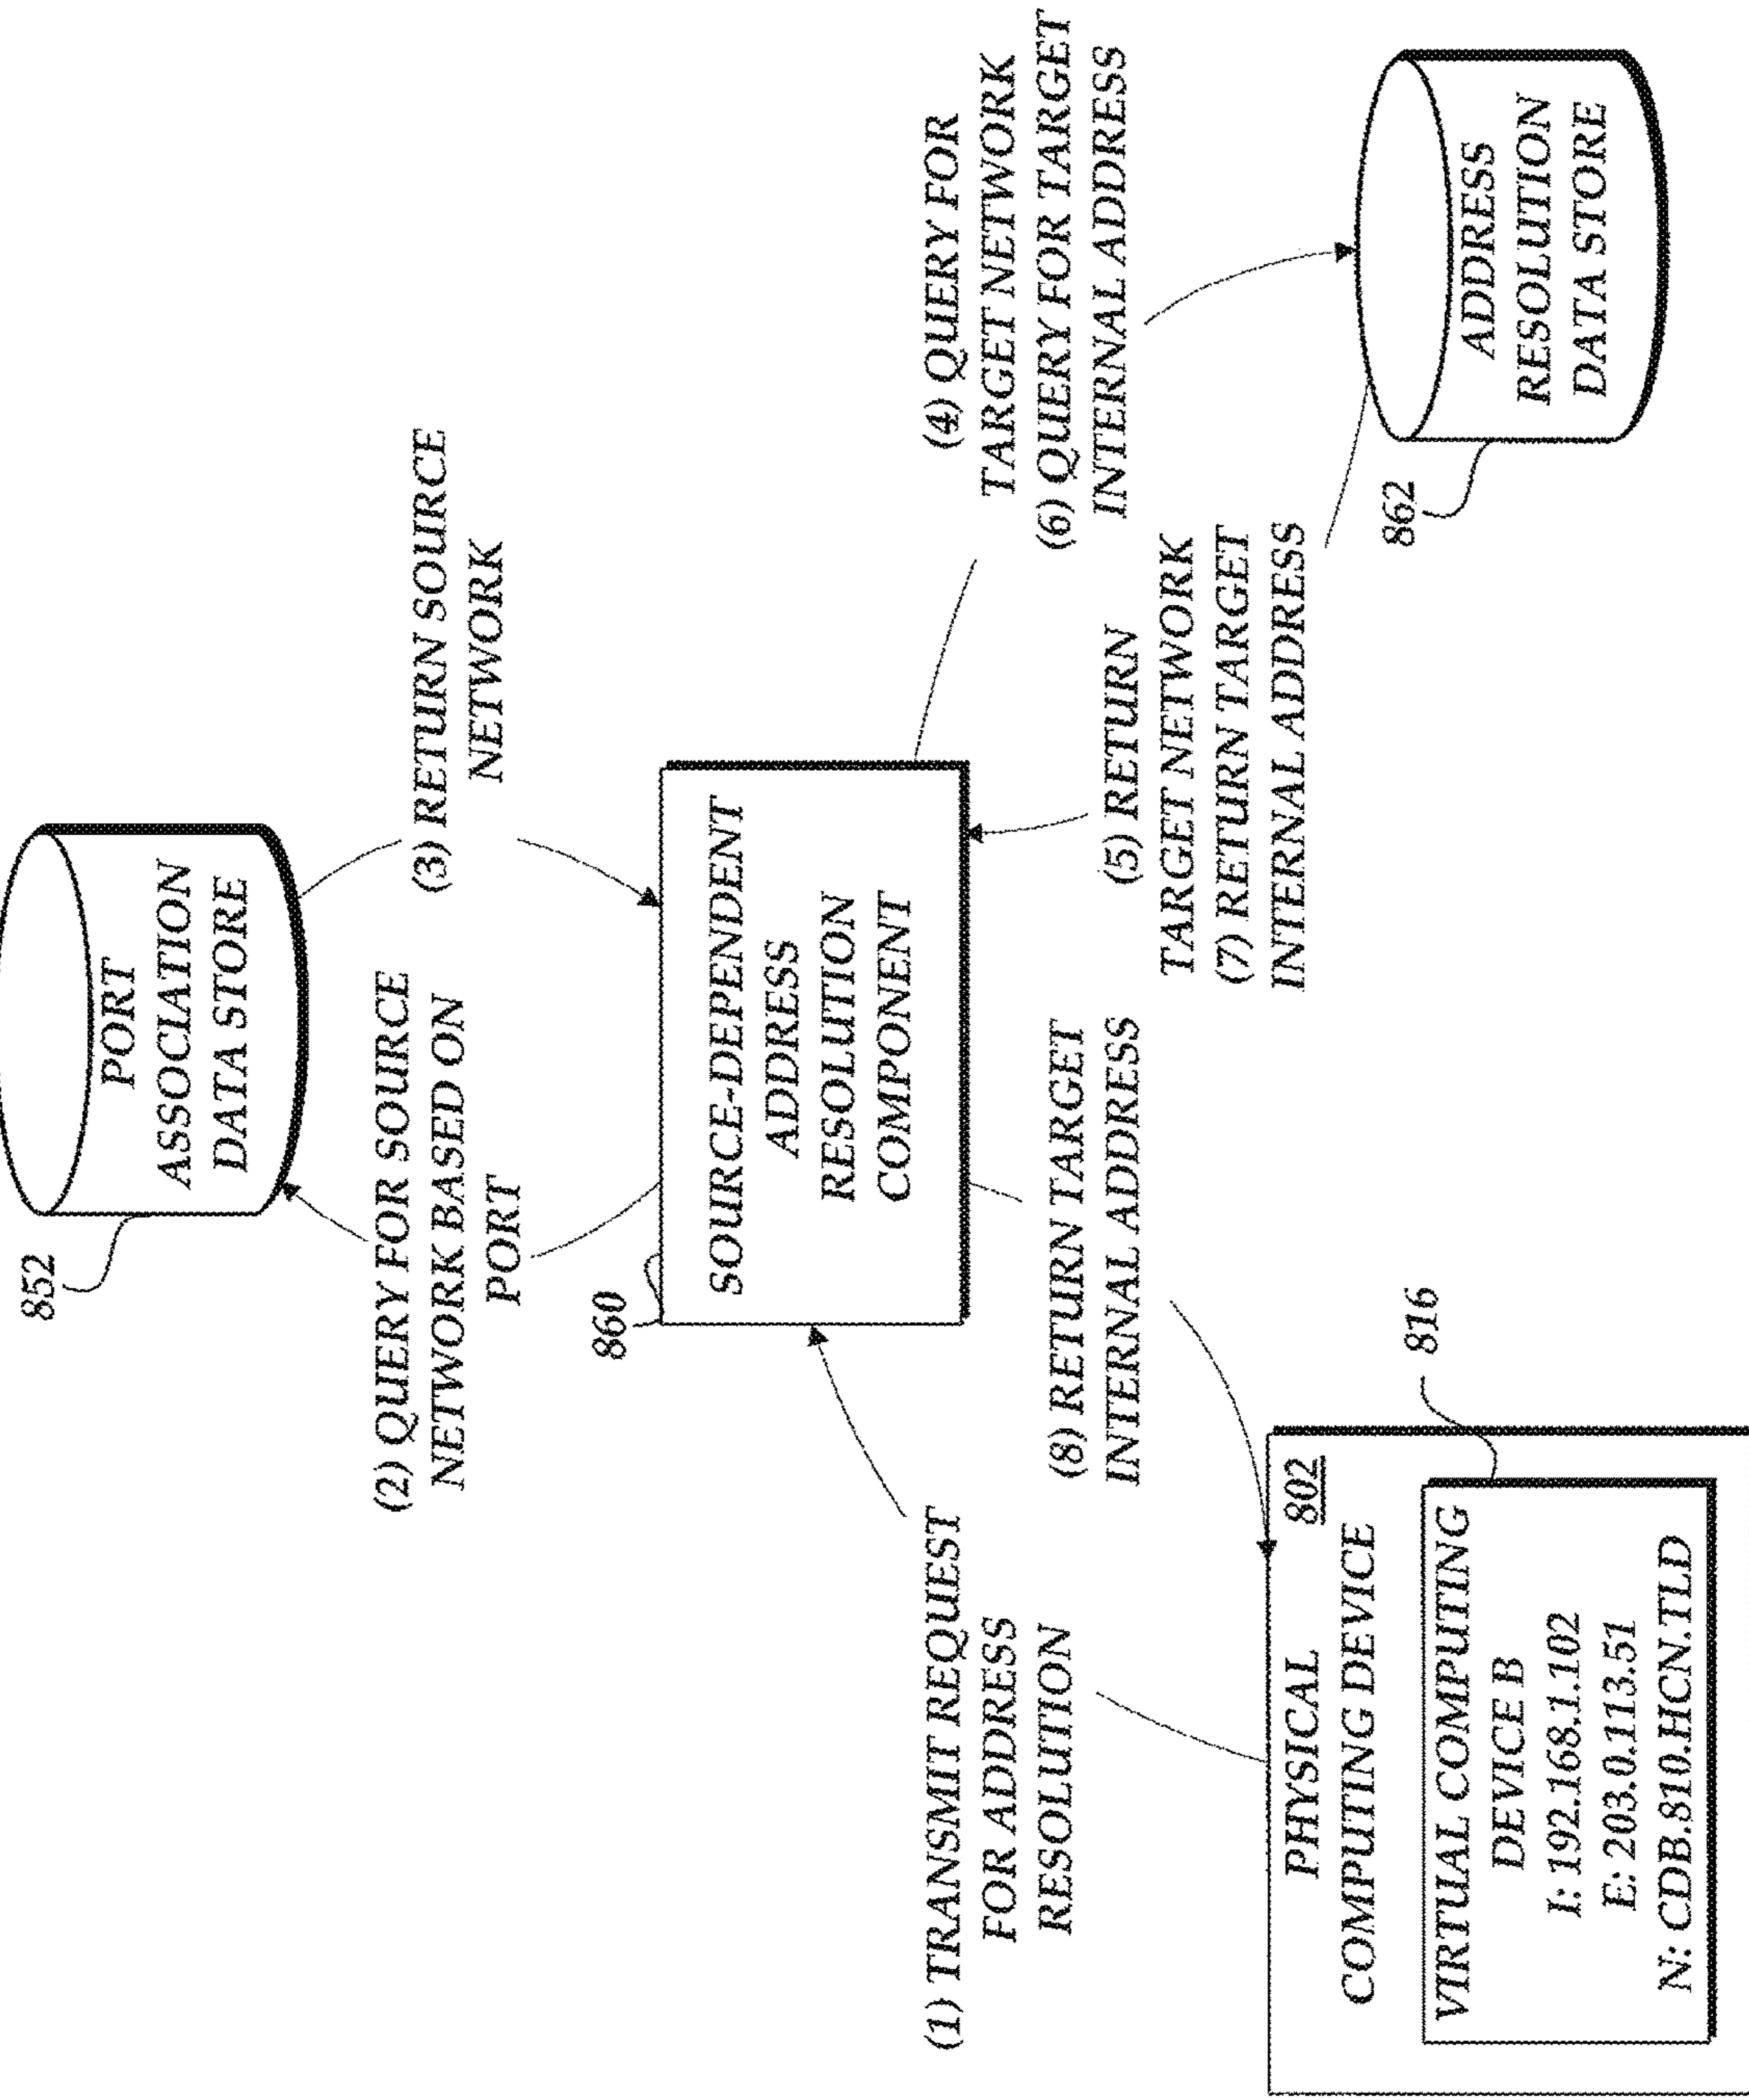 852
PORT
ASSOCIATION
DATA STORE
(2) QUERY FOR SOURCE
NETWORK BASED ON
PORT
(3) RETURN SOURCE
NETWORK
860
SOURCE-DEPENDENT
ADDRESS
RESOLUTION
COMPONENT
(1) TRANSMIT REQUEST
FOR ADDRESS
RESOLUTION
(8) RETURN TARGET
INTERNAL ADDRESS
(5) RETURN
TARGET NETWORK
(7) RETURN TARGET
INTERNAL ADDRESS
(4) QUERY FOR
TARGET NETWORK
(6) QUERY FOR TARGET
INTERNAL ADDRESS
802
PHYSICAL
COMPUTING DEVICE
816
VIRTUAL COMPUTING
DEVICE B
I: 192.168.1.102
E: 203.0.113.51
N: CDB.810.HCN.TLD
862
ADDRESS
RESOLUTION
DATA STORE